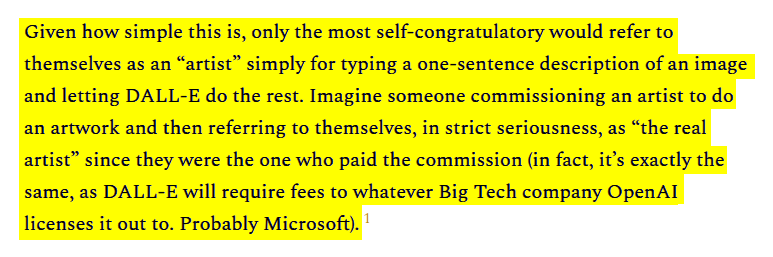 Given how simple this is, only the most self-congratulatory would refer to
themselves as an “artist” simply for typing a one-sentence description of an image
and letting DALL-E do the rest. Imagine someone commissioning an artist to do
an artwork and then referring to themselves, in strict seriousness, as “the real
artist” since they were the one who paid the commission (in fact, it’s exactly the
same, as DALL-E will require fees to whatever Big Tech company OpenAI
licenses it out to. Probably Microsoft). 1